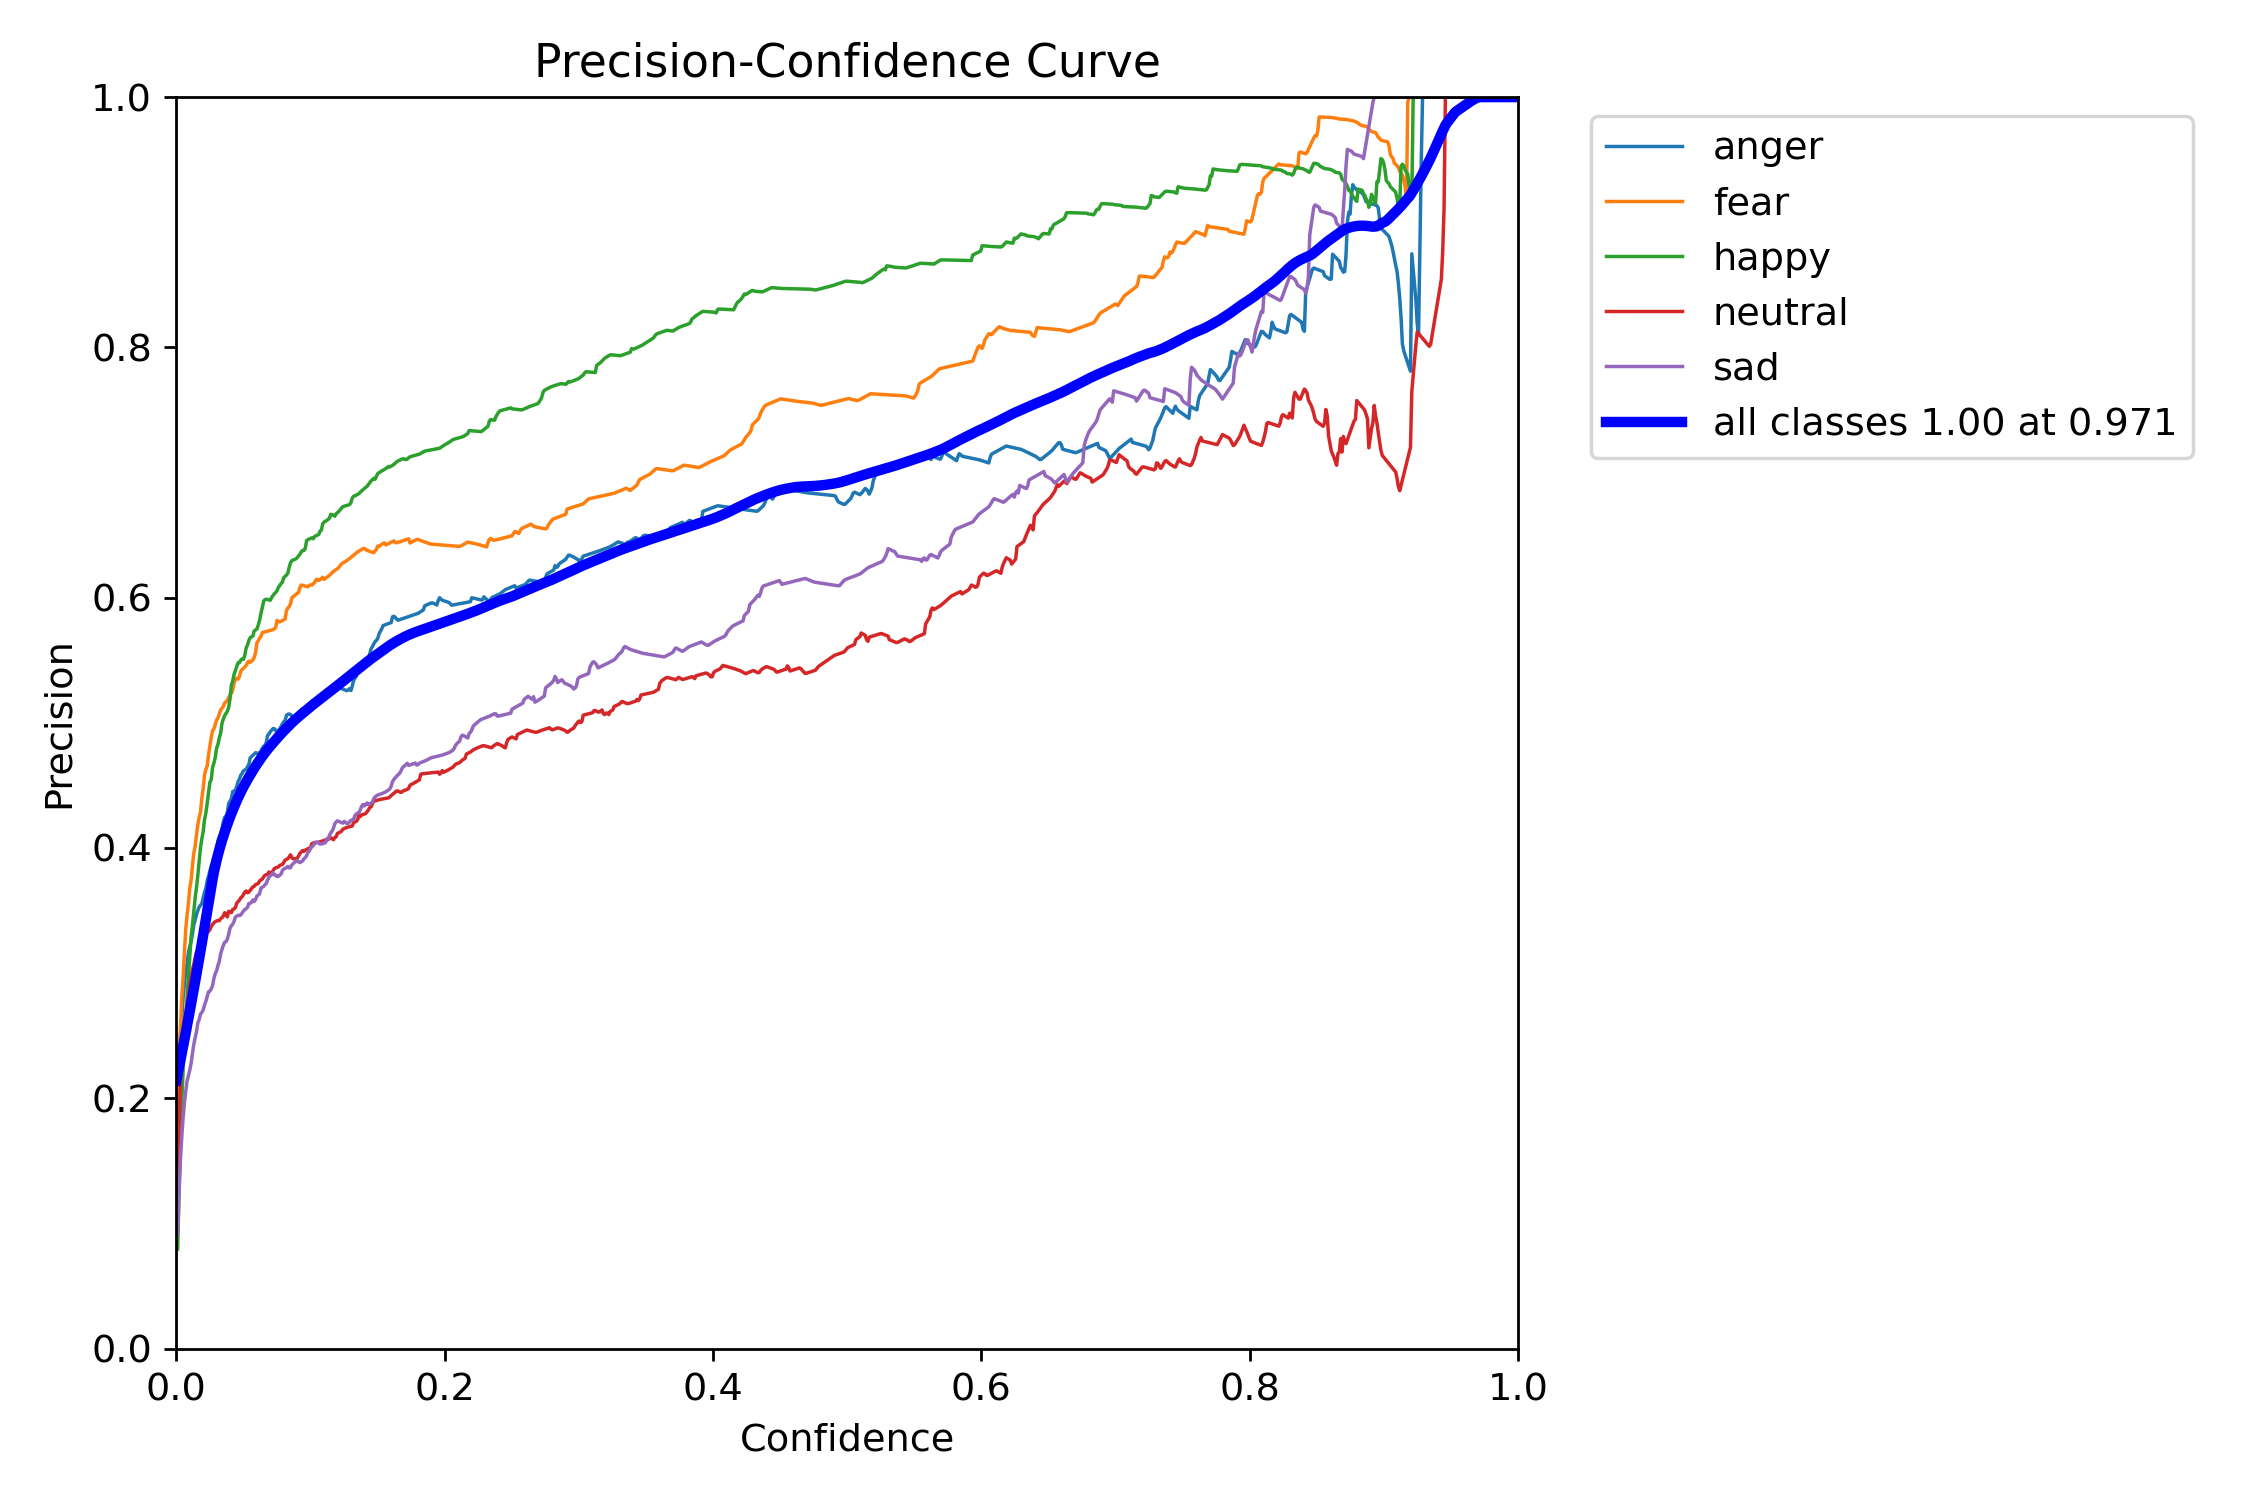 Precision-Confidence Curve
1.0
0.8
0.6
0.4
0.2
0.0
Precision
0.0 0.2 0.4 0.6 0.8 1.0
Confidence
anger
fear
happy
neutral
sad
all classes 1.00 at 0.971